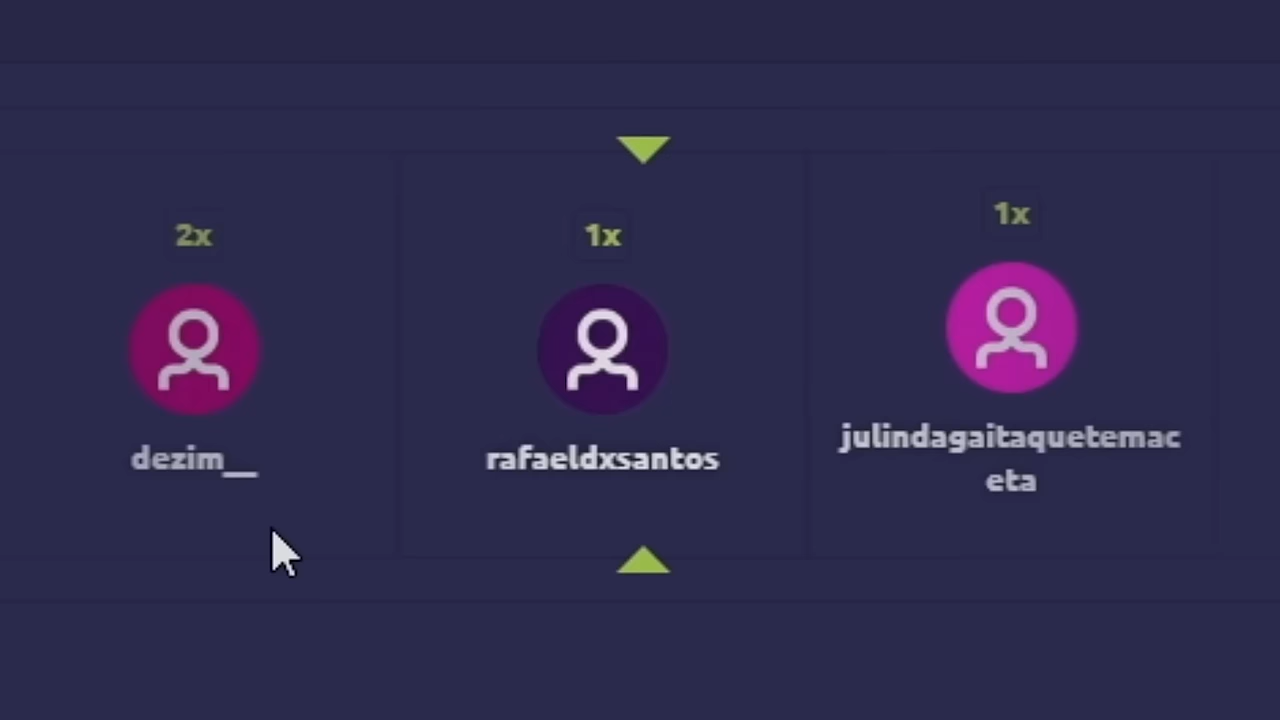 2x
dezim__
1x
rafaeldxsantos
1x
julindagaitaquetemac
eta